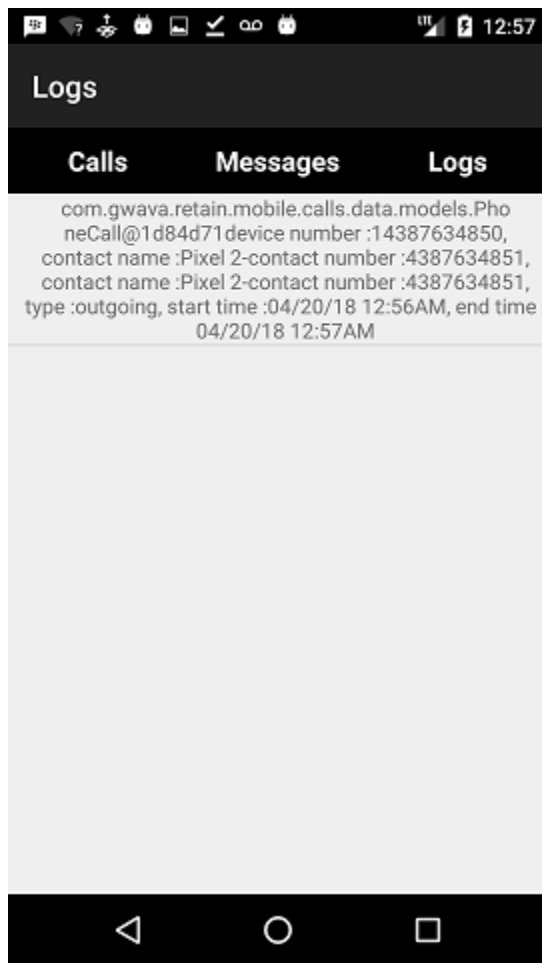 LTE 12:57
Logs
Calls Messages Logs
com.gwava.retain.mobile.calls.data.models.Pho
neCall@1d84d71device number :14387634850,
contact name :Pixel 2-contact number :4387634851,
contact name :Pixel 2-contact number :4387634851,
type :outgoing, start time :04/20/18 12:56AM, end time :
04/20/18 12:57AM